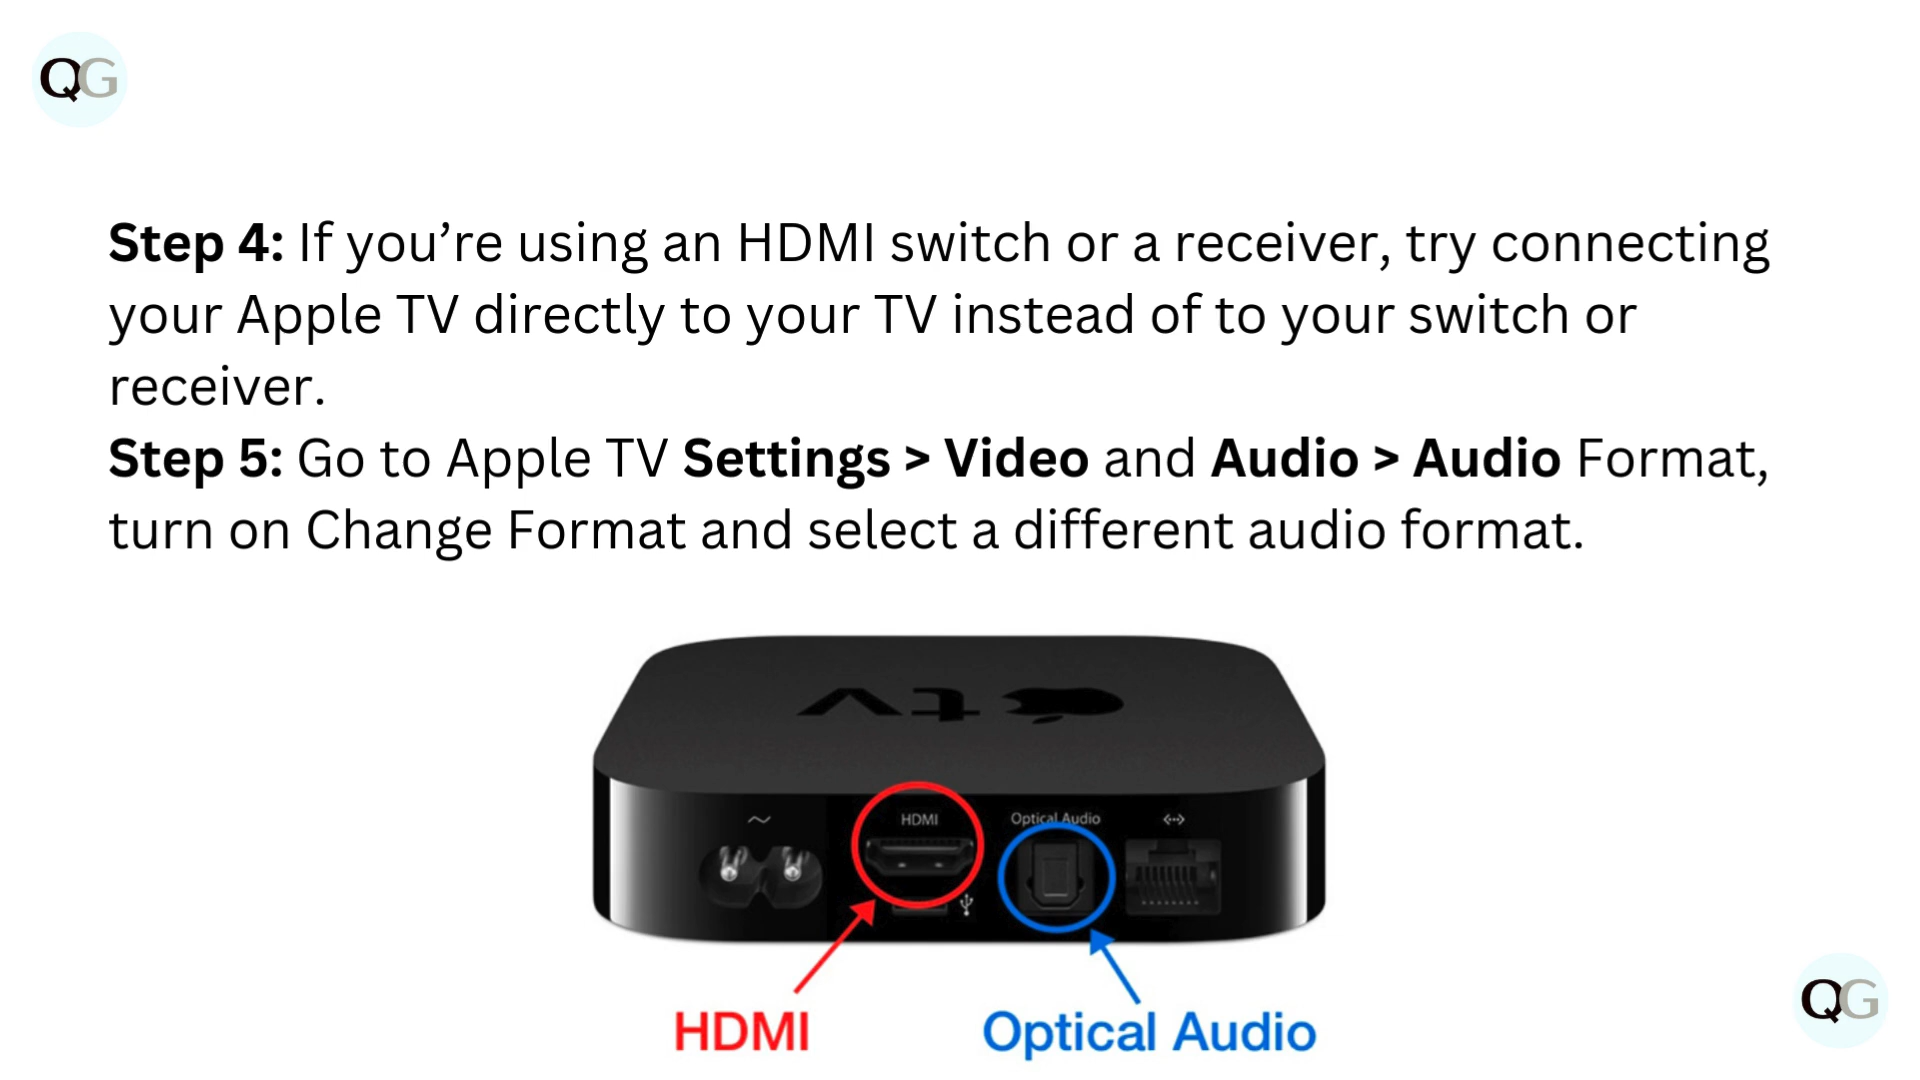 QG
Step 4: If you’re using an HDMI switch or a receiver, try connecting
your Apple TV directly to your TV instead of to your switch or
receiver.
Step 5: Go to Apple TV Settings > Video and Audio > Audio Format,
turn on Change Format and select a different audio format.
tv
HDMI
Optical Audio
HDMI
Optical Audio
QG